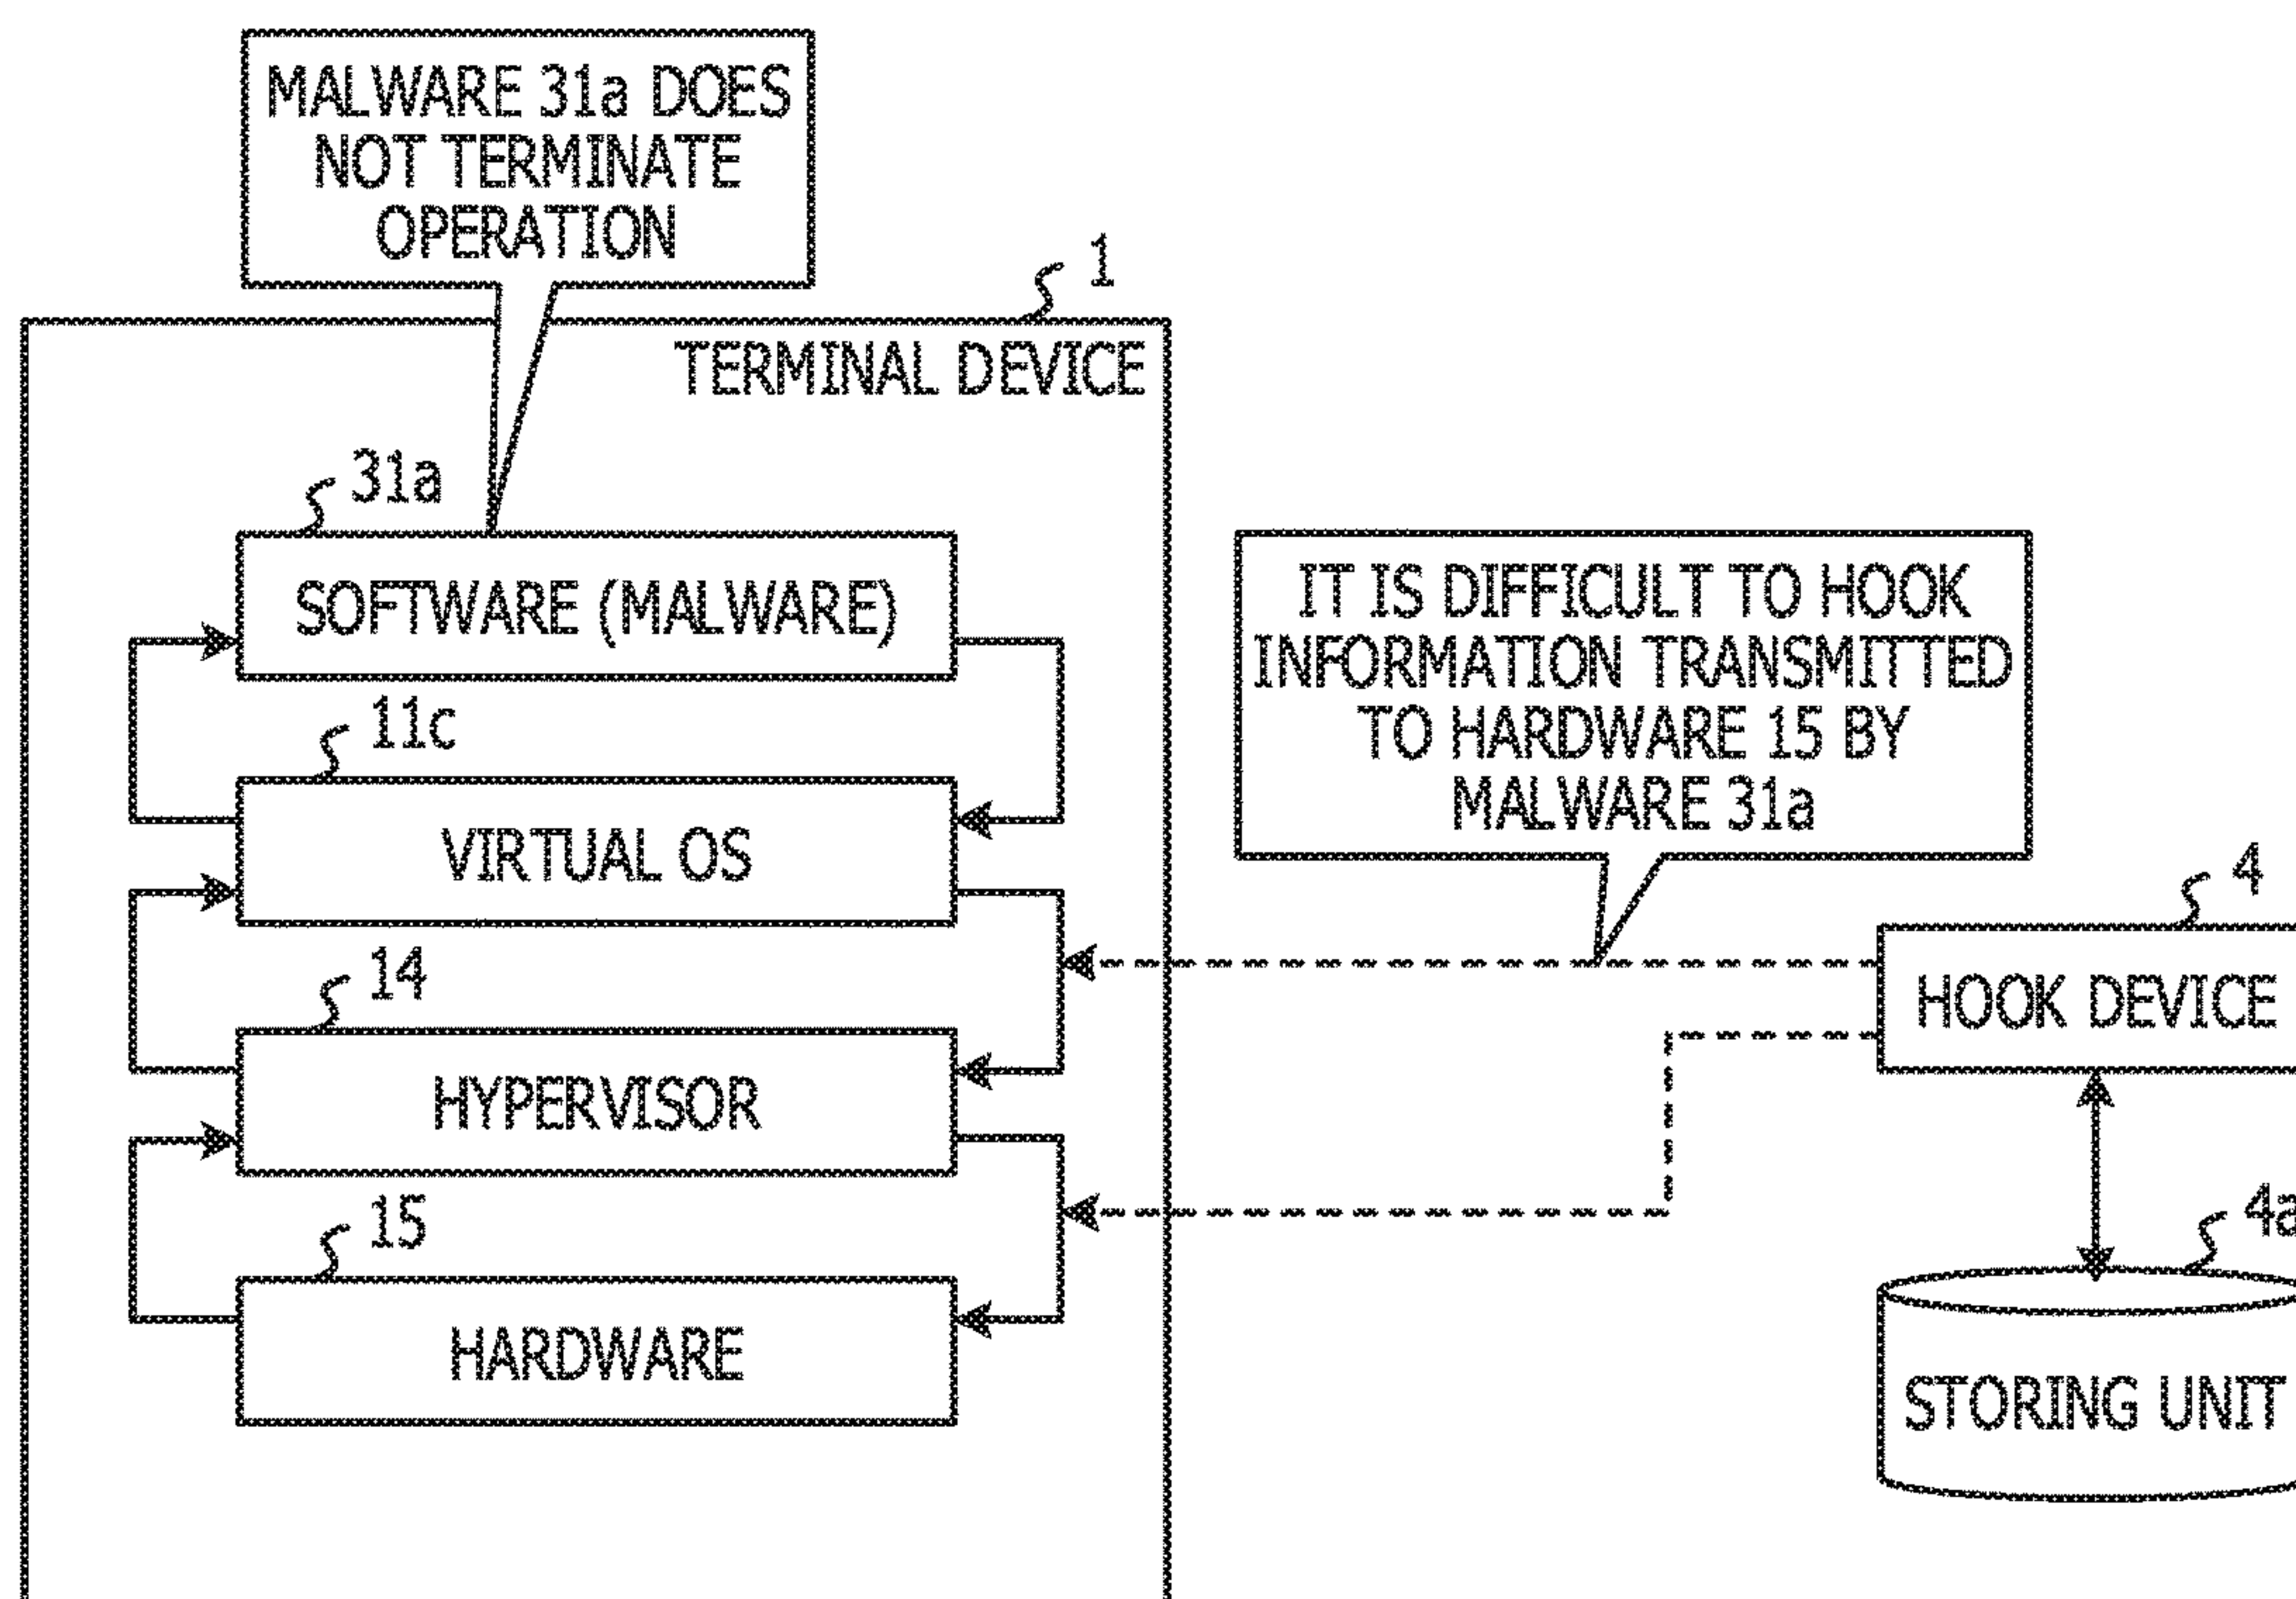 MALWARE 31a DOES
NOT TERMINATE
OPERATION
1
TERMINAL DEVICE
31a
SOFTWARE (MALWARE)
11c
VIRTUAL OS
14
HYPERVISOR
15
HARDWARE
IT IS DIFFICULT TO HOOK
INFORMATION TRANSMITTED
TO HARDWARE 15 BY
MALWARE 31a
4
HOOK DEVICE
4a
STORING UNIT